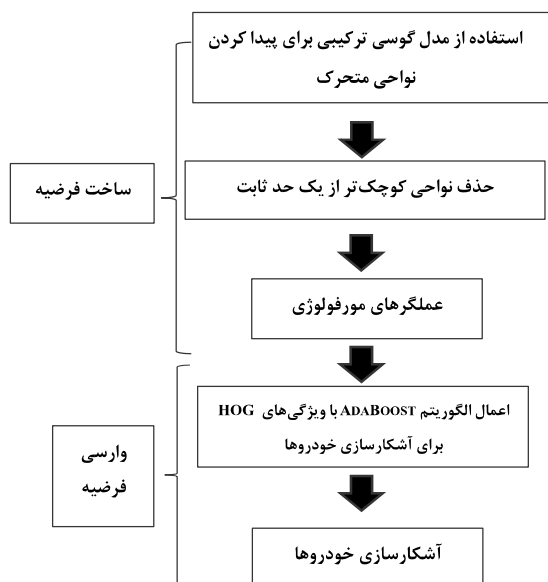 استفاده از مدل گوسی ترکیبی برای پیدا کردن
نواحی متحرک
حذف نواحی کوچک‌تر از یک حد ثابت
ساخت فرضیه
عملگرهای مورفولوژی
اعمال الگوریتم ADABOOST با ویژگی‌های HOG
برای آشکارسازی خودروها
وارسی
فرضیه
آشکارسازی خودروها